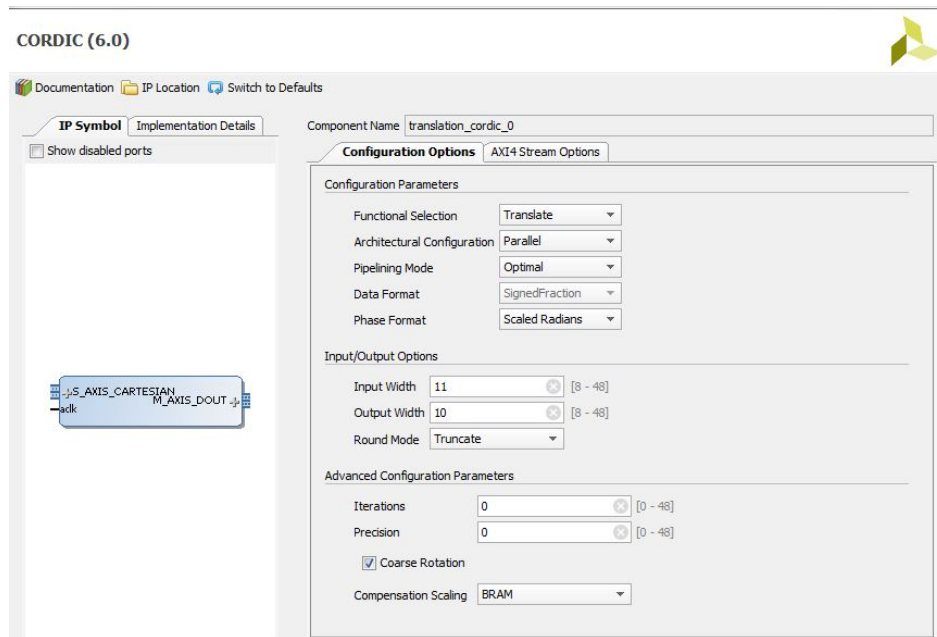 CORDIC (6.0)
Documentation IP Location Switch to Defaults
IP Symbol Implementation Details
Show disabled ports
S_AXIS_CARTESIAN
M_AXIS_DOUT
aclk
Component Name translation_cordic_0
Configuration Options AXI4 Stream Options
Configuration Parameters
Functional Selection Translate
Architectural Configuration Parallel
Pipelining Mode Optimal
Data Format SignedFraction
Phase Format Scaled Radians
Input/Output Options
Input Width 11 [8 - 48]
Output Width 10 [8 - 48]
Round Mode Truncate
Advanced Configuration Parameters
Iterations 0 [0 - 48]
Precision 0 [0 - 48]
Coarse Rotation
Compensation Scaling BRAM